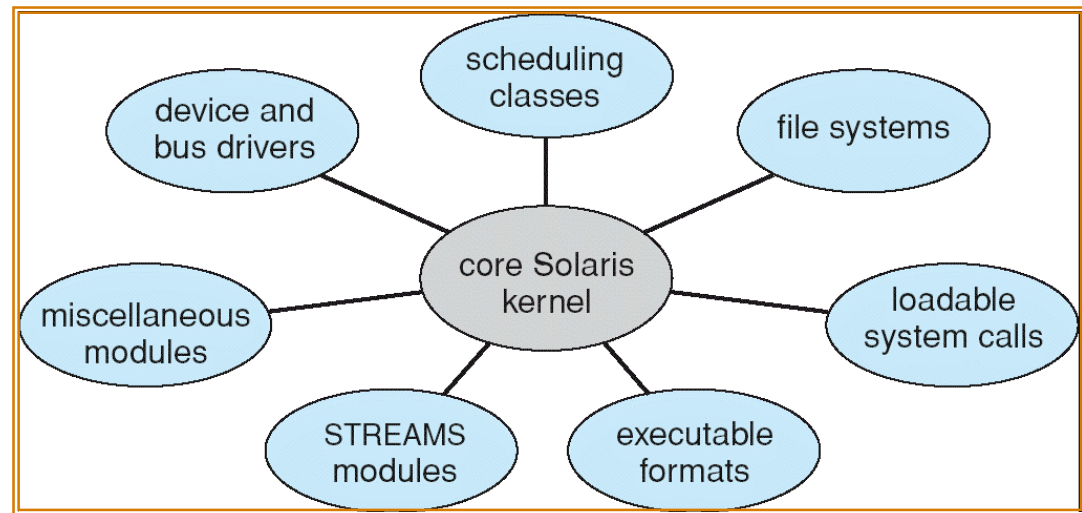 scheduling
classes
device and
bus drivers
file systems
core Solaris
kernel
miscellaneous
modules
loadable
system calls
STREAMS
modules
executable
formats